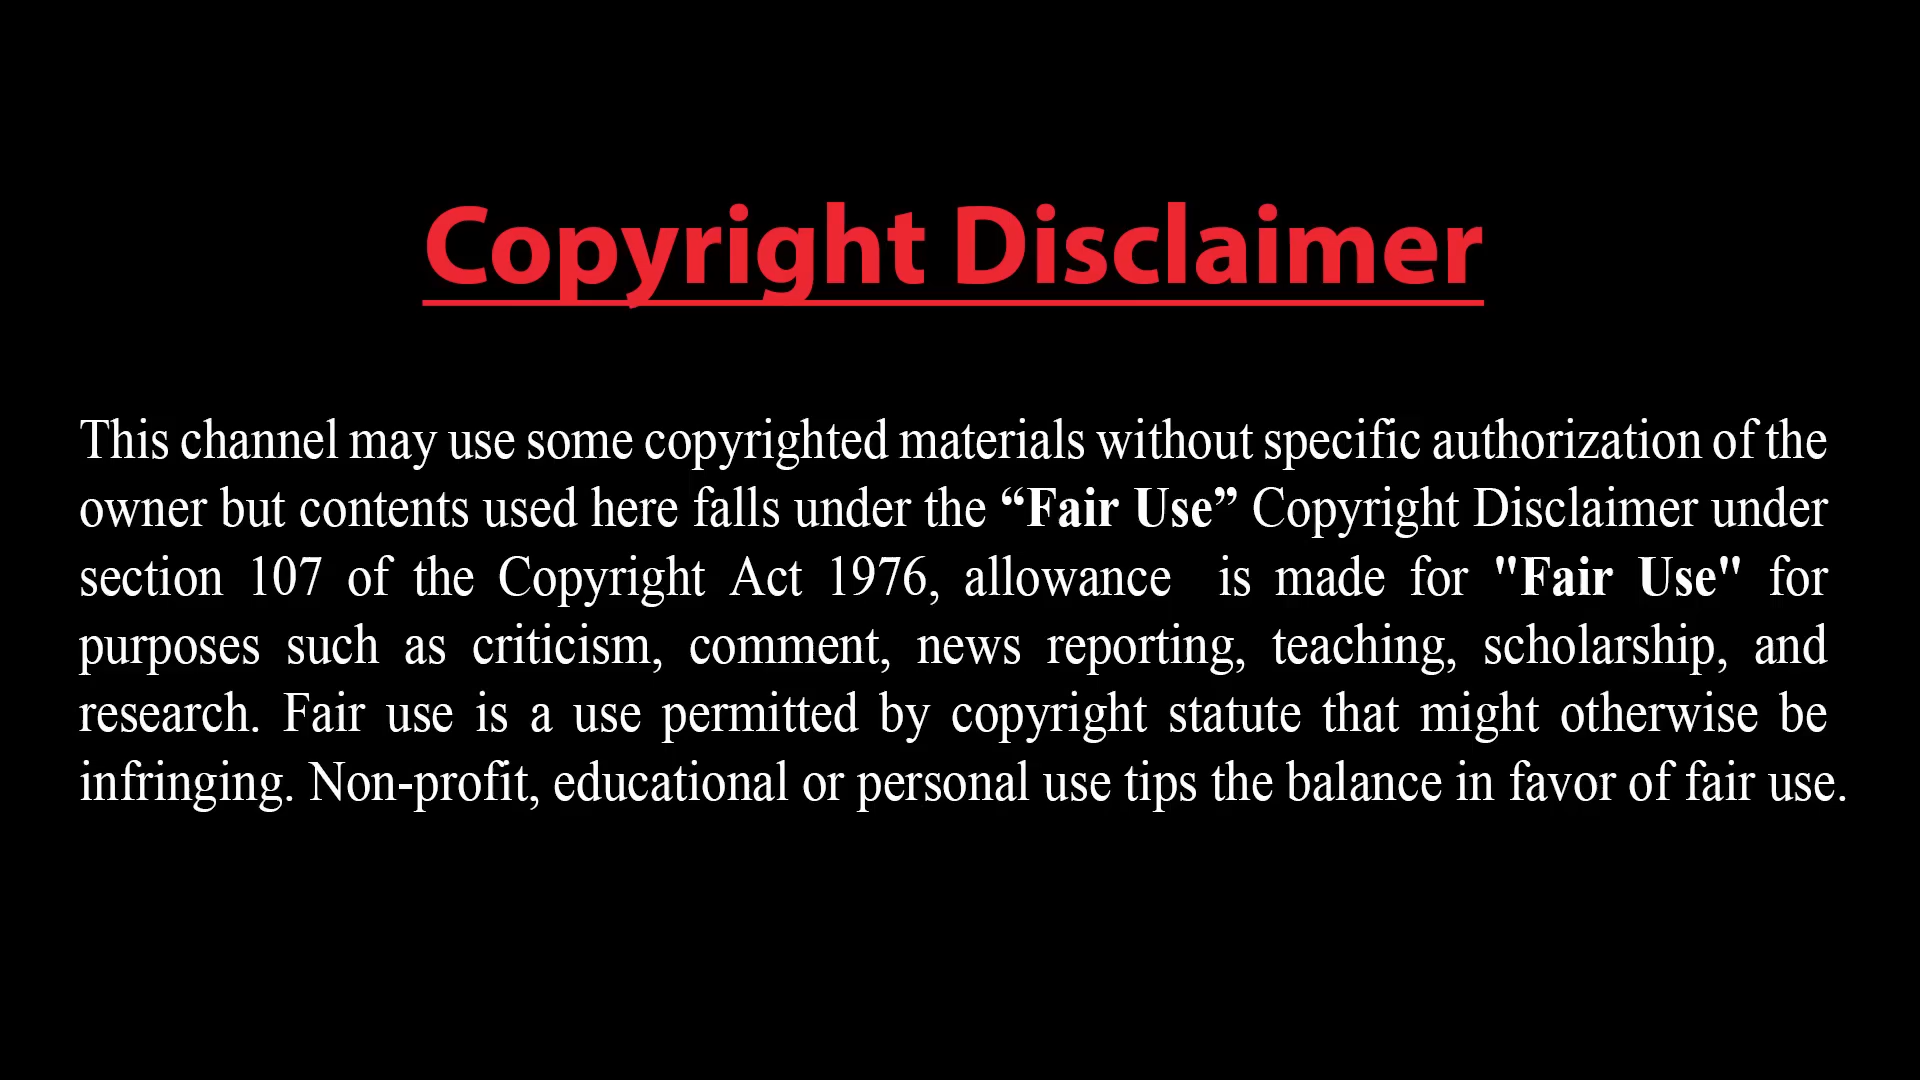 Copyright Disclaimer
This channel may use some copyrighted materials without specific authorization of the
owner but contents used here falls under the “Fair Use” Copyright Disclaimer under
section 107 of the Copyright Act 1976, allowance is made for "Fair Use" for
purposes such as criticism, comment, news reporting, teaching, scholarship, and
research. Fair use is a use permitted by copyright statute that might otherwise be
infringing. Non-profit, educational or personal use tips the balance in favor of fair use.